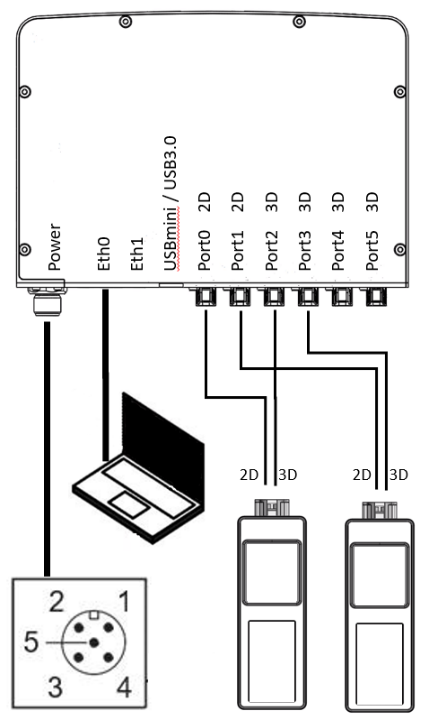 Power
Eth0
Eth1
USBmini / USB3.0
Port0 2D
Port1 2D
Port2 3D
Port3 3D
Port4 3D
Port5 3D
2D 3D
2D 3D
2 1
5
3 4